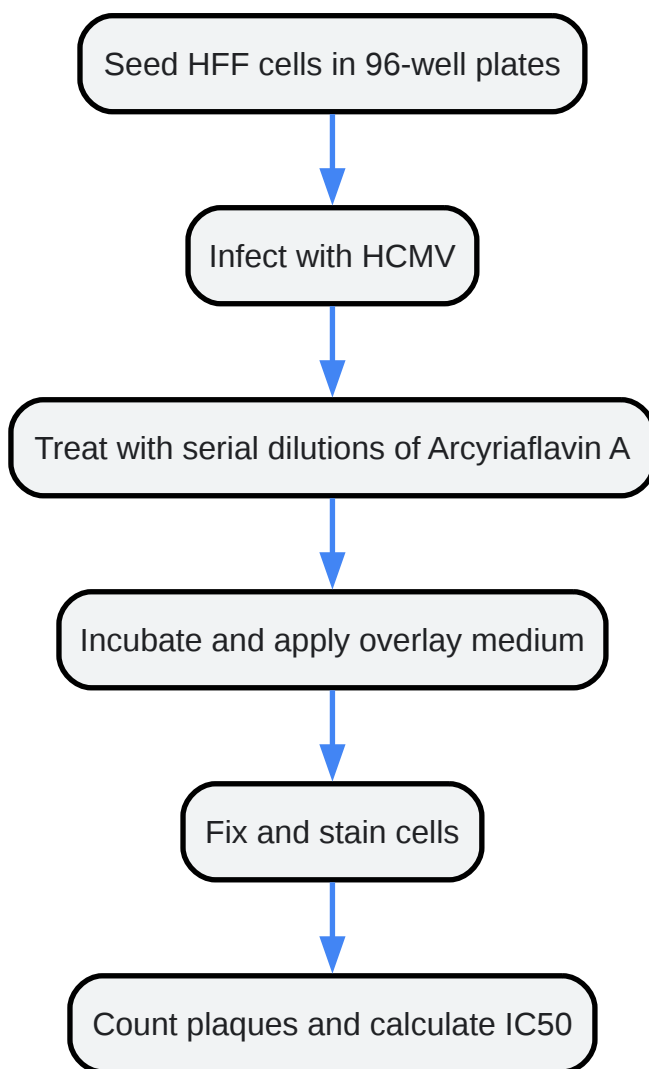 Seed HFF cells in 96-well plates
Infect with HCMV
Treat with serial dilutions of Arcyriaflavin A
Incubate and apply overlay medium
Fix and stain cells
Count plaques and calculate IC50